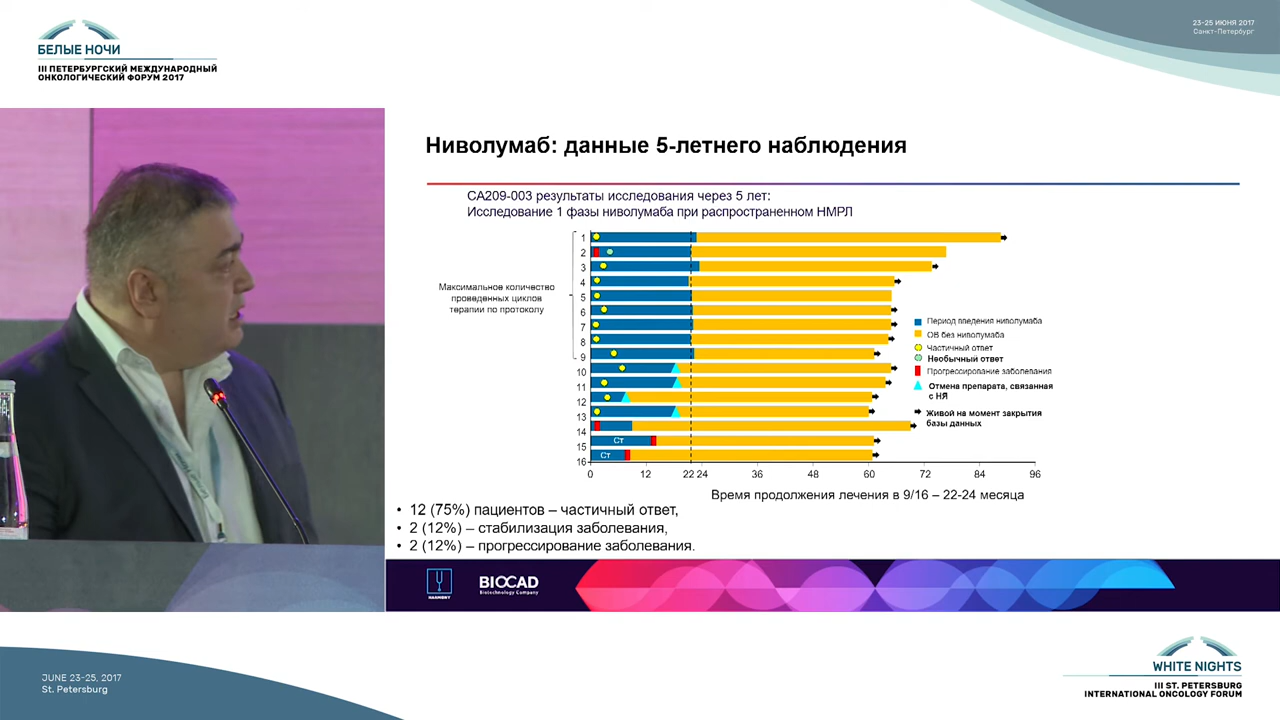 БЕЛЫЕ НОЧИ
III ПЕТЕРБУРГСКИЙ МЕЖДУНАРОДНЫЙ
ОНКОЛОГИЧЕСКИЙ ФОРУМ 2017
23-25 ИЮНЯ 2017
Санкт-Петербург
Ниволумаб: данные 5-летнего наблюдения
СА209-003 результаты исследования через 5 лет:
Исследование 1 фазы ниволумаба при распространенном НМРЛ
Максимальное количество
проведенных циклов
терапии по протоколу
1
2
3
4
5
6
7
8
9
10
11
12
13
14
15
16
Ст
Ст
0 12 22 24 36 48 60 72 84 96
Период введения ниволумаба
ОВ без ниволумаба
Частичный ответ
Необычный ответ
Прогрессирование заболевания
Отмена препарата, связанная
с НЯ
Живой на момент закрытия
базы данных
Время продолжения лечения в 9/16 – 22-24 месяца
• 12 (75%) пациентов – частичный ответ,
• 2 (12%) – стабилизация заболевания,
• 2 (12%) – прогрессирование заболевания.
HARMONY
BIOCAD
Biotechnology Company
JUNE 23-25, 2017
St. Petersburg
WHITE NIGHTS
III ST. PETERSBURG
INTERNATIONAL ONCOLOGY FORUM